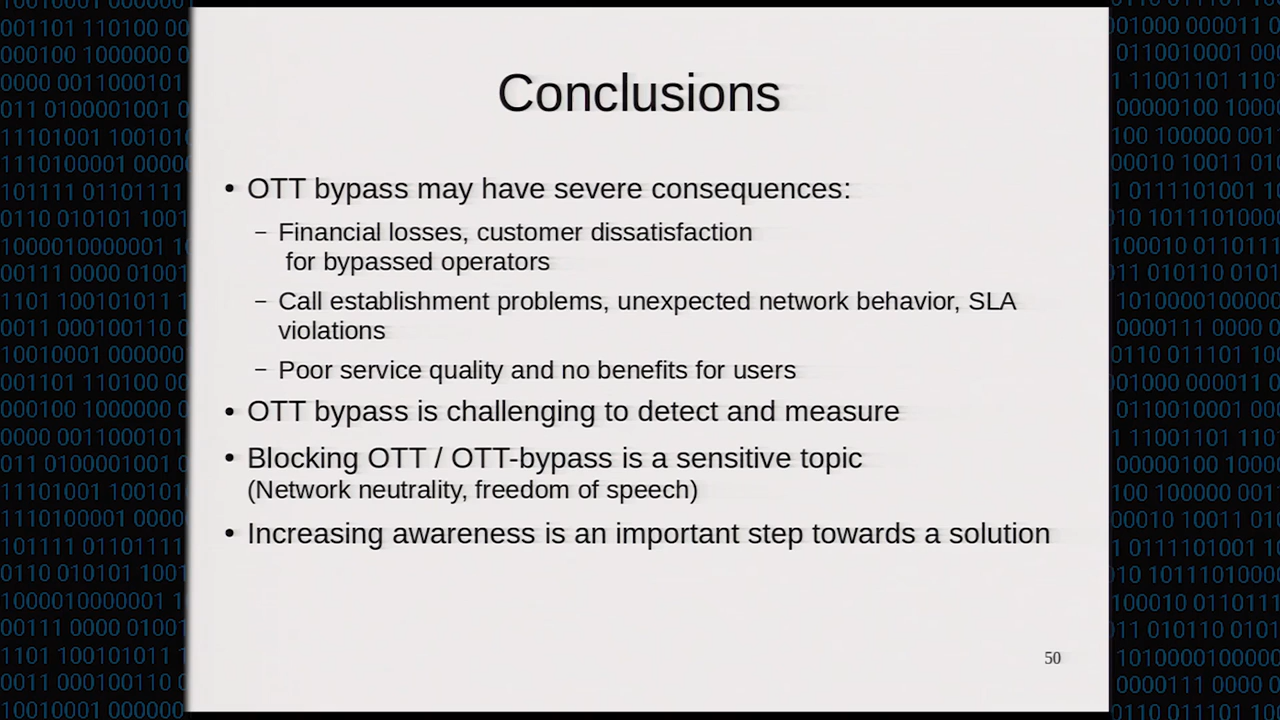 Conclusions
• OTT bypass may have severe consequences:
– Financial losses, customer dissatisfaction
for bypassed operators
– Call establishment problems, unexpected network behavior, SLA
violations
– Poor service quality and no benefits for users
• OTT bypass is challenging to detect and measure
• Blocking OTT / OTT-bypass is a sensitive topic
(Network neutrality, freedom of speech)
• Increasing awareness is an important step towards a solution
50